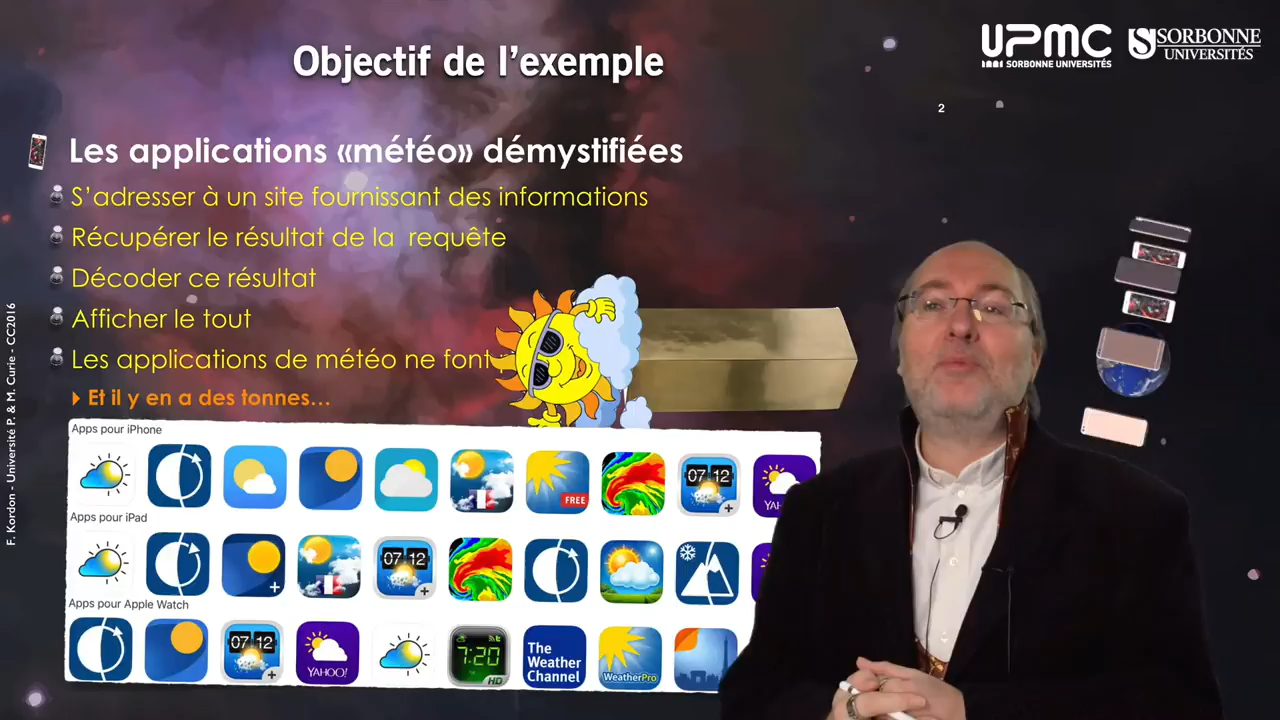 Objectif de l'exemple
UPMC
SORBONNE UNIVERSITÉS
SORBONNE
UNIVERSITÉS
2
Les applications «météo» démystifiées
S'adresser à un site fournissant des informations
Récupérer le résultat de la requête
Décoder ce résultat
Afficher le tout
Les applications de météo ne font
Et il y en a des tonnes...
Apps pour iPhone
FREE
07 12
YAH
Apps pour iPad
07 12
Apps pour Apple Watch
07 12
YAHOO!
7:20
HD
The
Weather
Channel
WeatherPro
F. Kordon - Université P. & M. Curie - CC2016